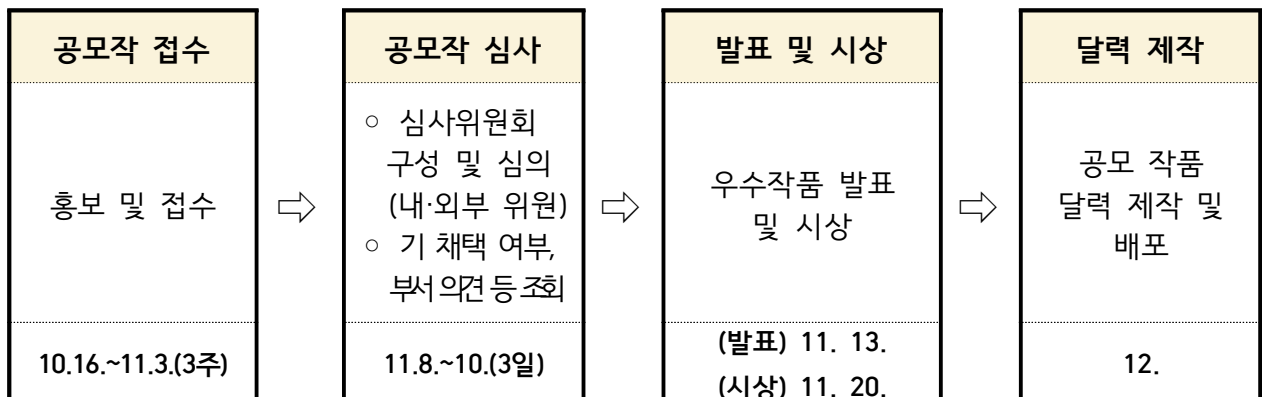 공모작 접수
홍보 및 접수
10.16.~11.3.(3주)
⇨
공모작 심사
○ 심사위원회
구성 및 심의
(내·외부 위원)
○ 기 채택 여부,
부서 의견 등 조회
11.8.~10.(3일)
⇨
발표 및 시상
우수작품 발표
및 시상
(발표) 11. 13.
(시상) 11. 20.
⇨
달력 제작
공모 작품
달력 제작 및
배포
12.